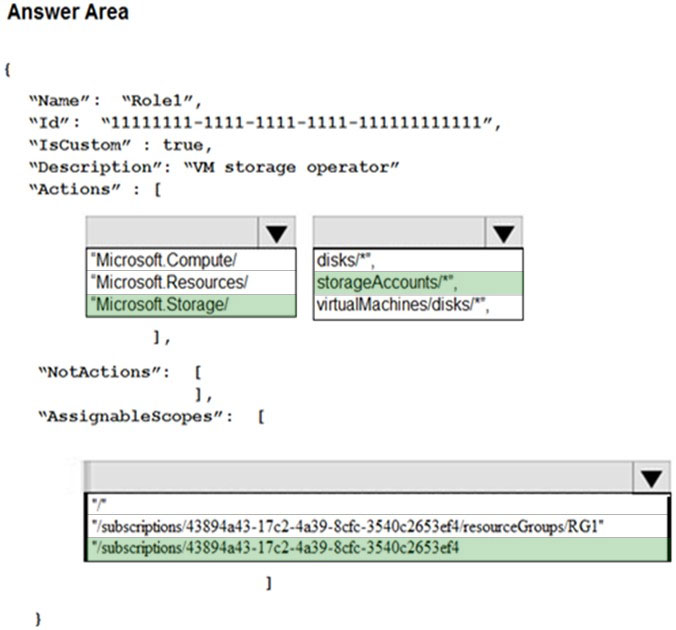 Answer Area
{
"Name": "Role1",
"Id": "11111111-1111-1111-1111-111111111111",
"IsCustom" : true,
"Description": "VM storage operator"
"Actions" : [
"Microsoft.Compute/ disks/*",
"Microsoft.Resources/ storageAccounts/*",
"Microsoft.Storage/ virtualMachines/disks/*",
],
"NotActions": [
],
"AssignableScopes": [
"/"
"/subscriptions/43894a43-17c2-4a39-8cfc-3540c2653ef4/resourceGroups/RG1"
"/subscriptions/43894a43-17c2-4a39-8cfc-3540c2653ef4
]
}